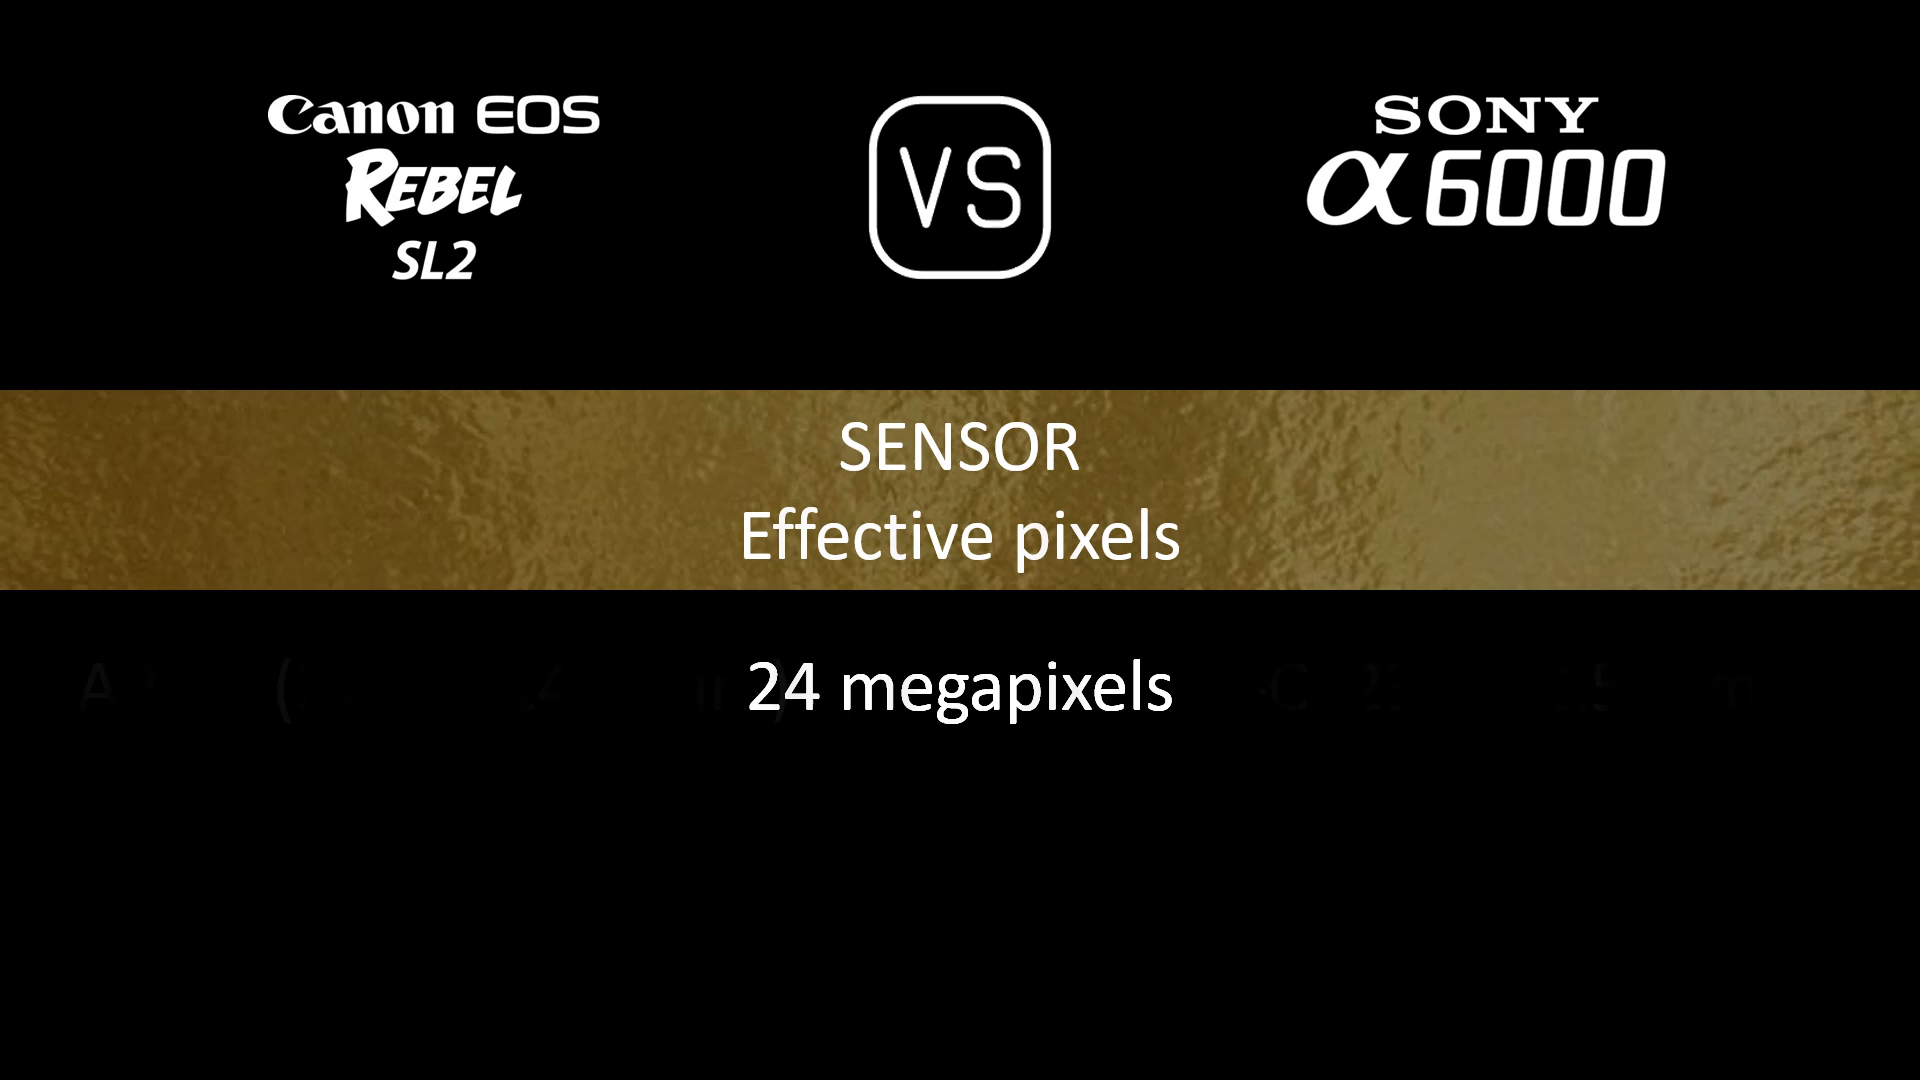 Canon EOS
REBEL
SL2
VS
SONY
α6000
SENSOR
Effective pixels
24 megapixels